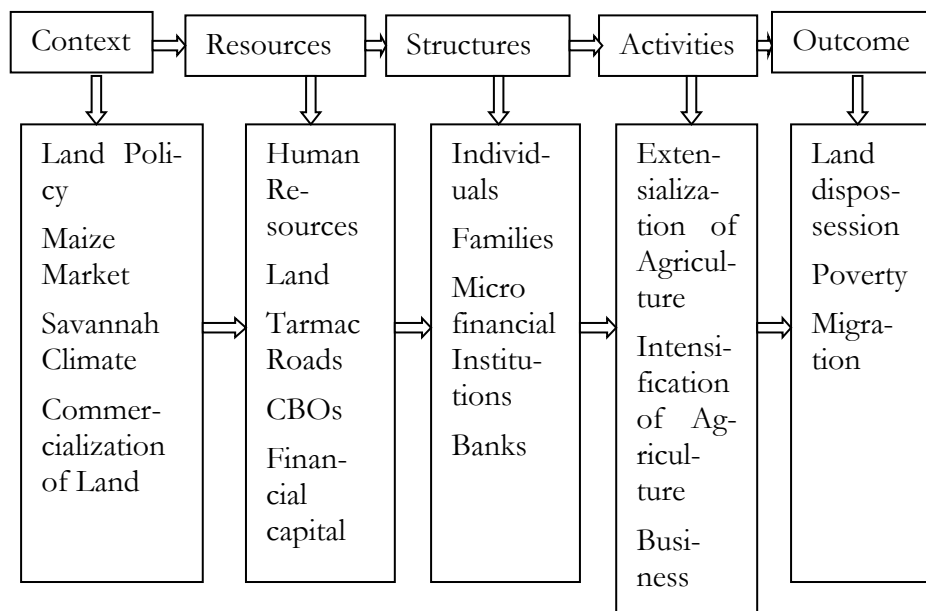 Context
Resources
Structures
Activities
Outcome
Land Poli-
cy
Maize
Market
Savannah
Climate
Commer-
cialization
of Land
Human
Re-
sources
Land
Tarmac
Roads
CBOs
Finan-
cial
capital
Individ-
uals
Families
Micro
financial
Institu-
tions
Banks
Exten-
sializa-
tion of
Agricul-
ture
Intensi-
fication
of Ag-
ricul-
ture
Busi-
ness
Land
dispos-
session
Poverty
Migra-
tion